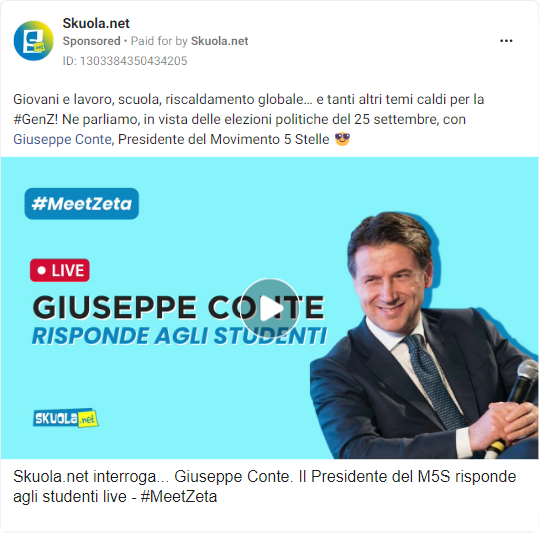 Skuola.net
Sponsored • Paid for by Skuola.net
ID: 1303384350434205
Giovani e lavoro, scuola, riscaldamento globale... e tanti altri temi caldi per la
#GenZ! Ne parliamo, in vista delle elezioni politiche del 25 settembre, con
Giuseppe Conte, Presidente del Movimento 5 Stelle 😎
#MeetZeta
LIVE
GIUSEPPE CONTE
RISPONDE AGLI STUDENTI
SKUOLA.net
Skuola.net interroga... Giuseppe Conte. Il Presidente del M5S risponde
agli studenti live - #MeetZeta